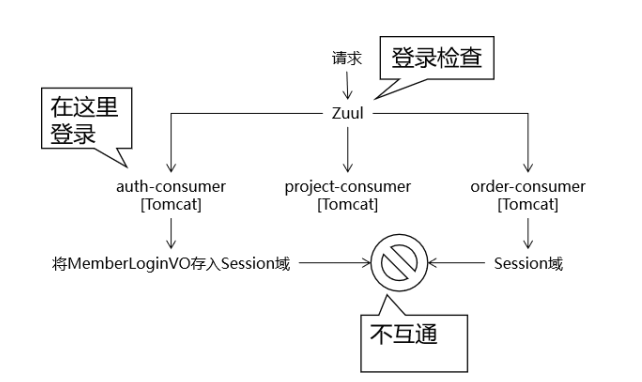 请求
登录检查
在这里
登录
Zuul
auth-consumer
[Tomcat]
project-consumer
[Tomcat]
order-consumer
[Tomcat]
将MemberLoginVO存入Session域
Session域
不互通